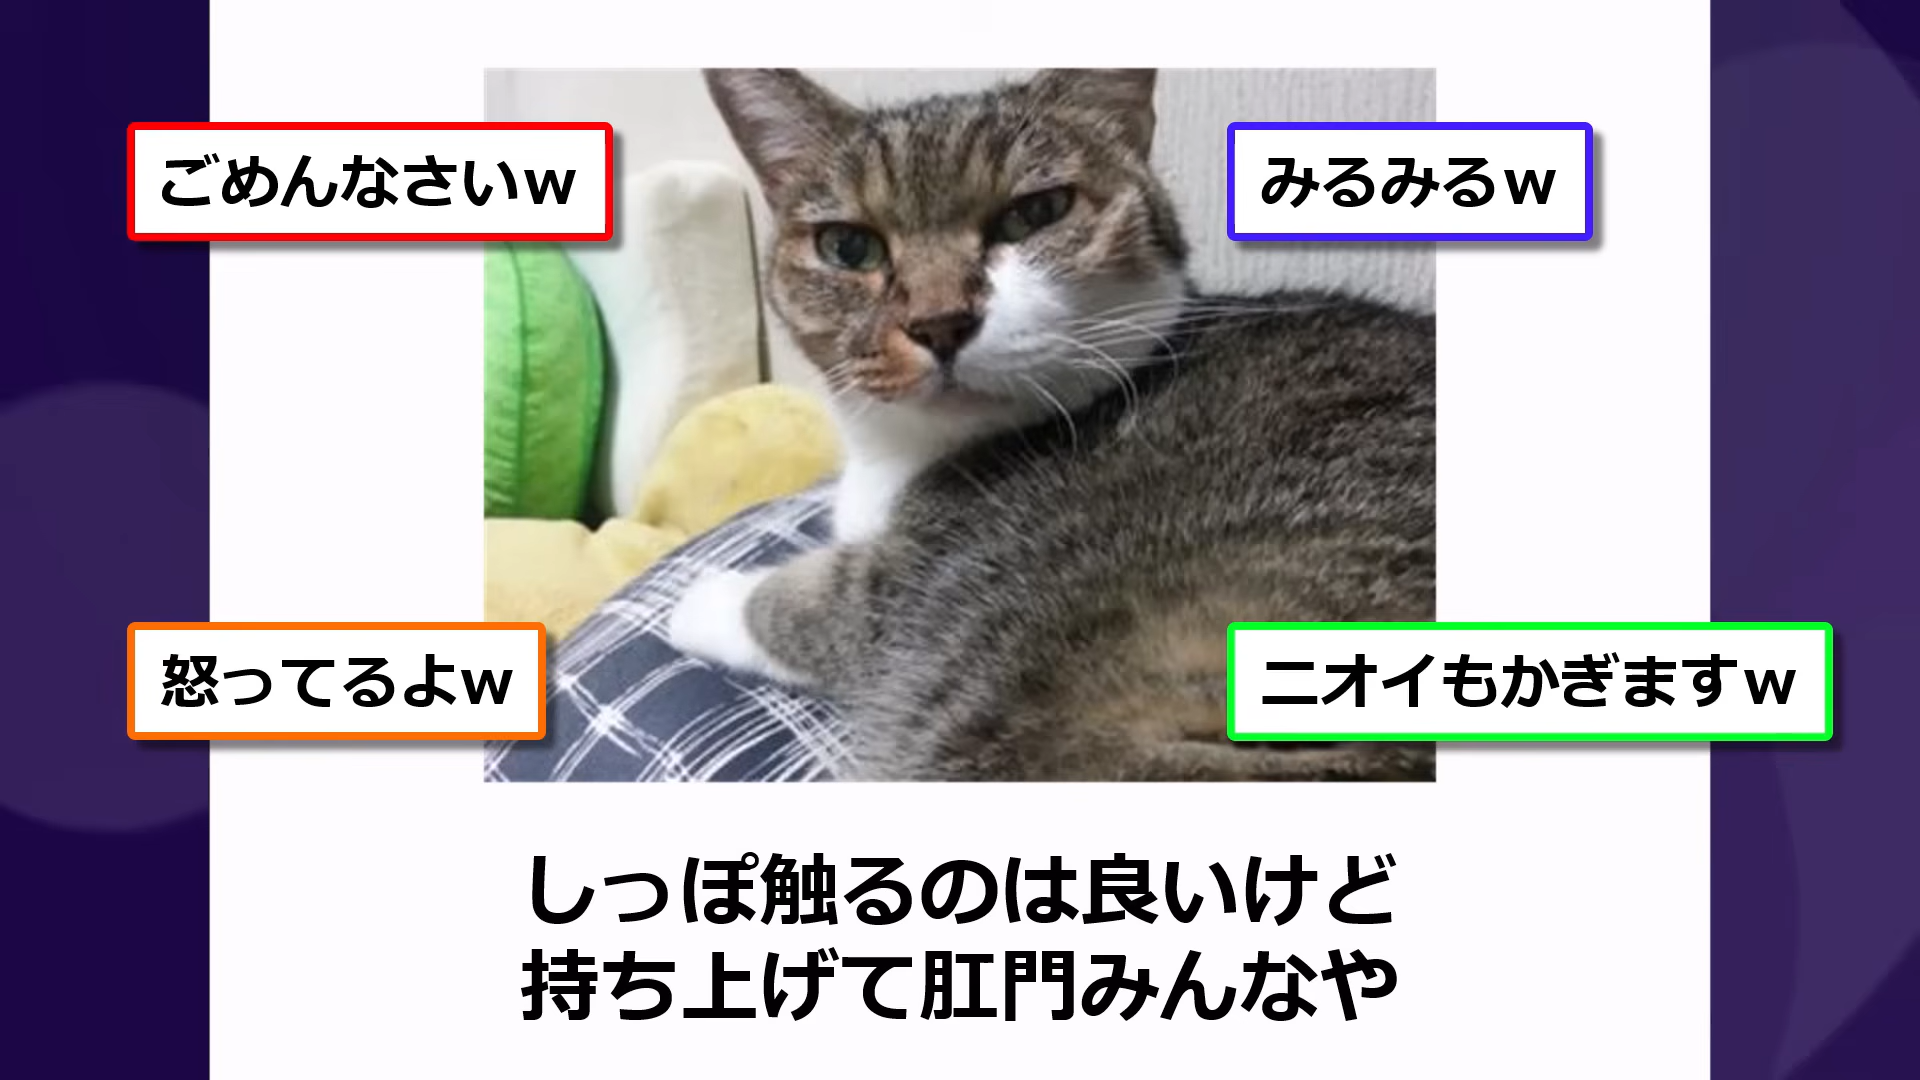 ごめんなさいｗ
みるみるｗ
怒ってるよｗ
ニオイもかぎますｗ
しっぽ触るのは良いけど
持ち上げて肛門みんなや